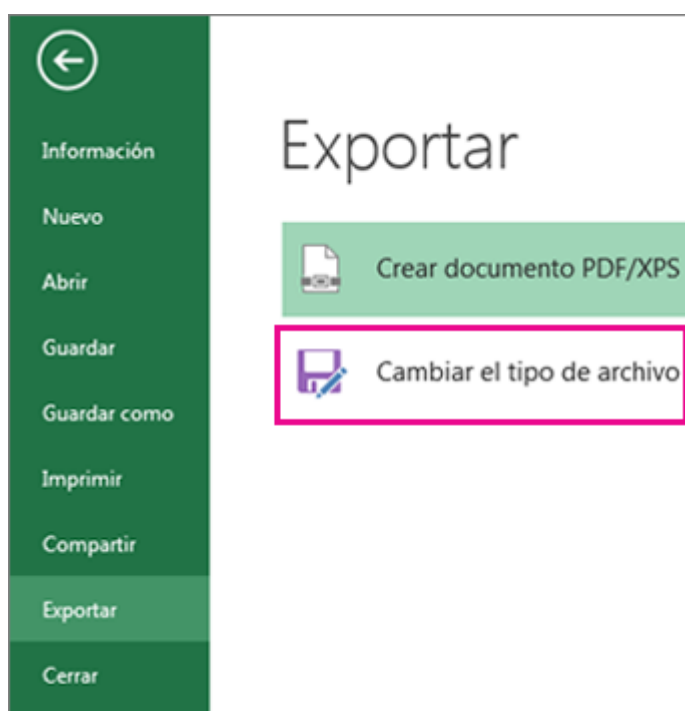 Información
Nuevo
Abrir
Guardar
Guardar como
Imprimir
Compartir
Exportar
Cerrar
Exportar
Crear documento PDF/XPS
Cambiar el tipo de archivo